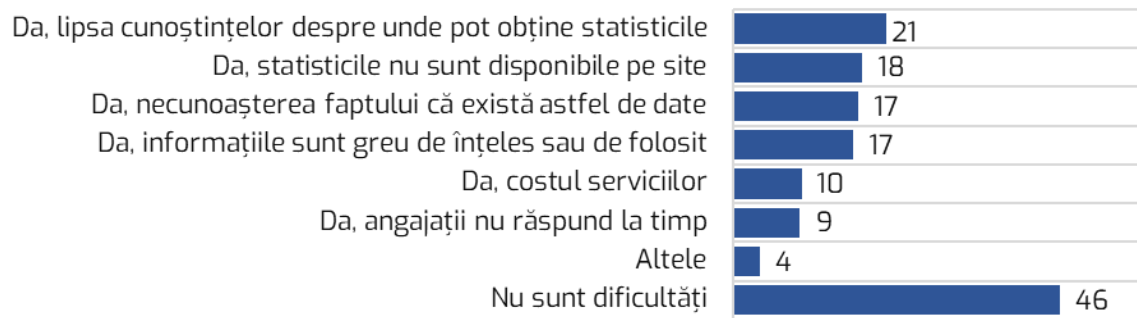 Da, lipsa cunoștințelor despre unde pot obține statisticile 21
Da, statisticile nu sunt disponibile pe site 18
Da, necunoașterea faptului că există astfel de date 17
Da, informațiile sunt greu de înțeles sau de folosit 17
Da, costul serviciilor 10
Da, angajații nu răspund la timp 9
Altele 4
Nu sunt dificultăți 46